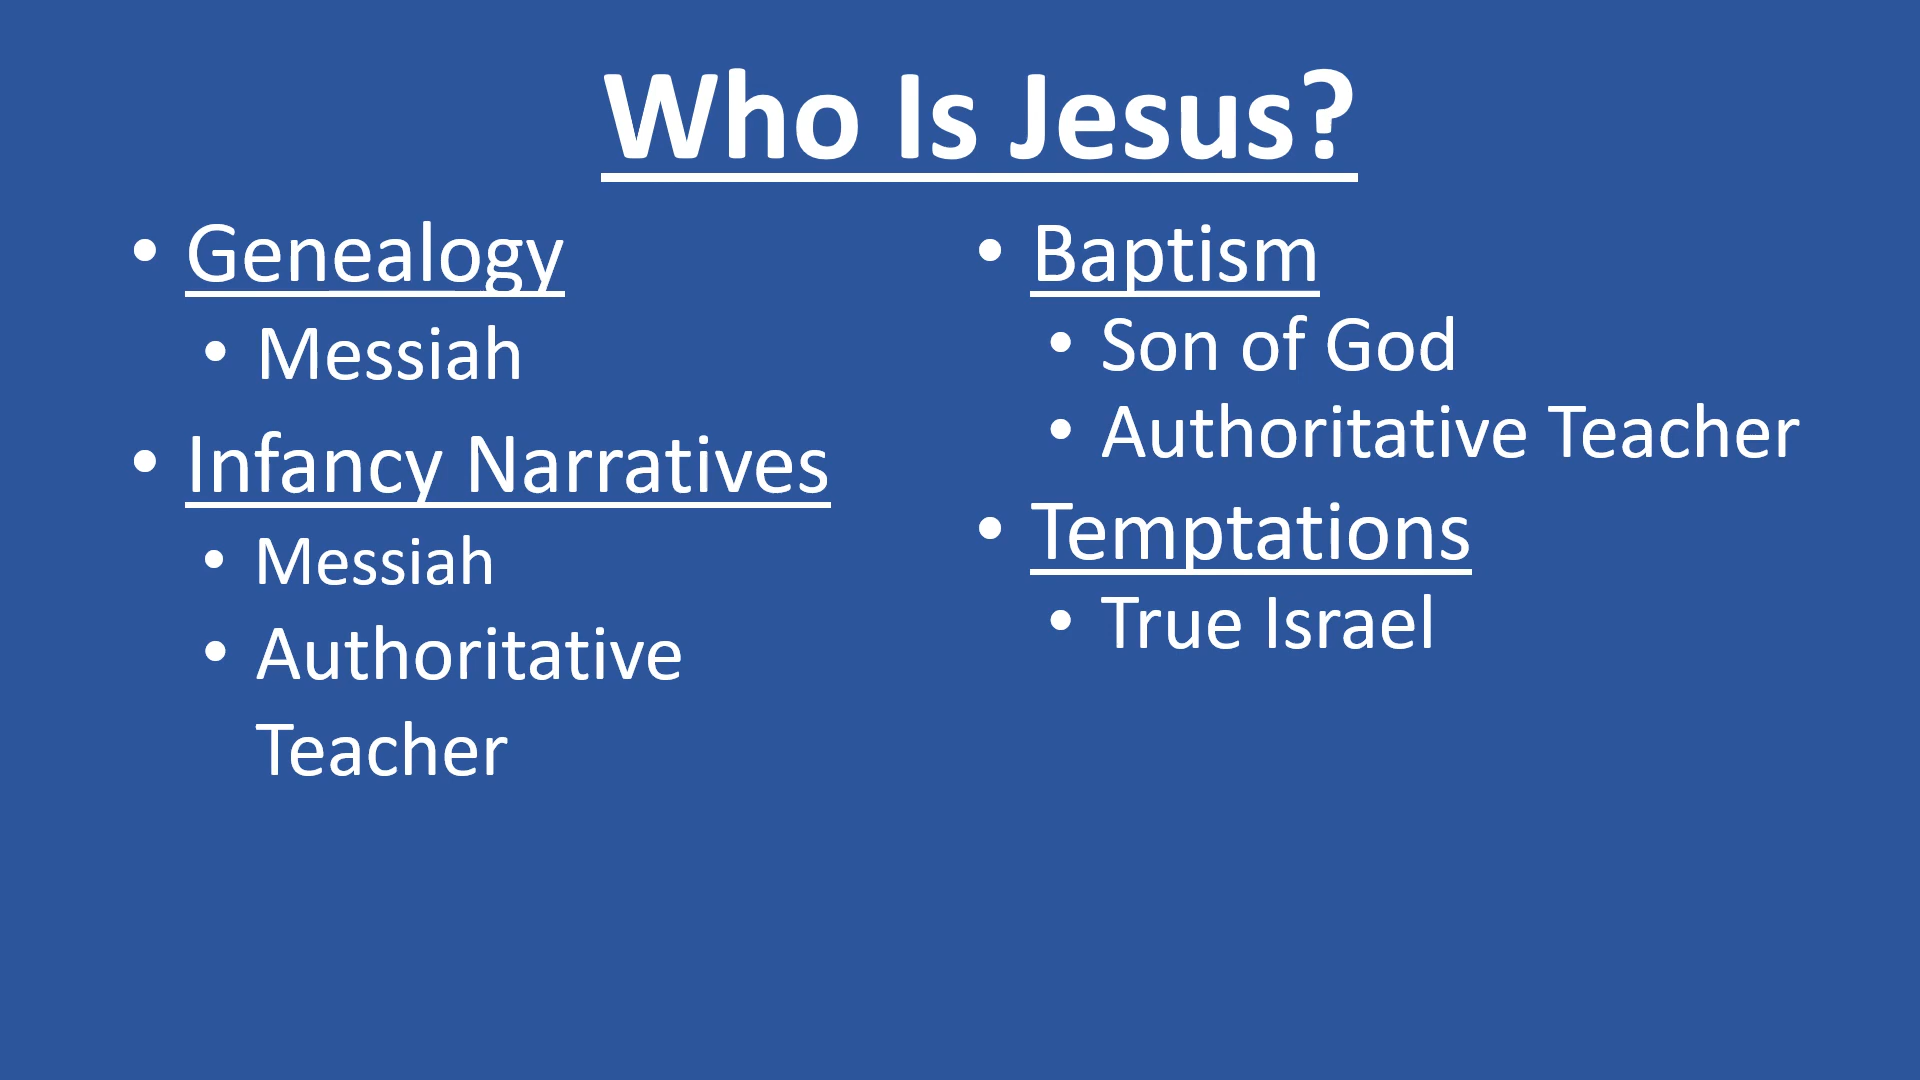 Who Is Jesus?
• Genealogy
• Messiah
• Infancy Narratives
• Messiah
• Authoritative
Teacher
• Baptism
• Son of God
• Authoritative Teacher
• Temptations
• True Israel